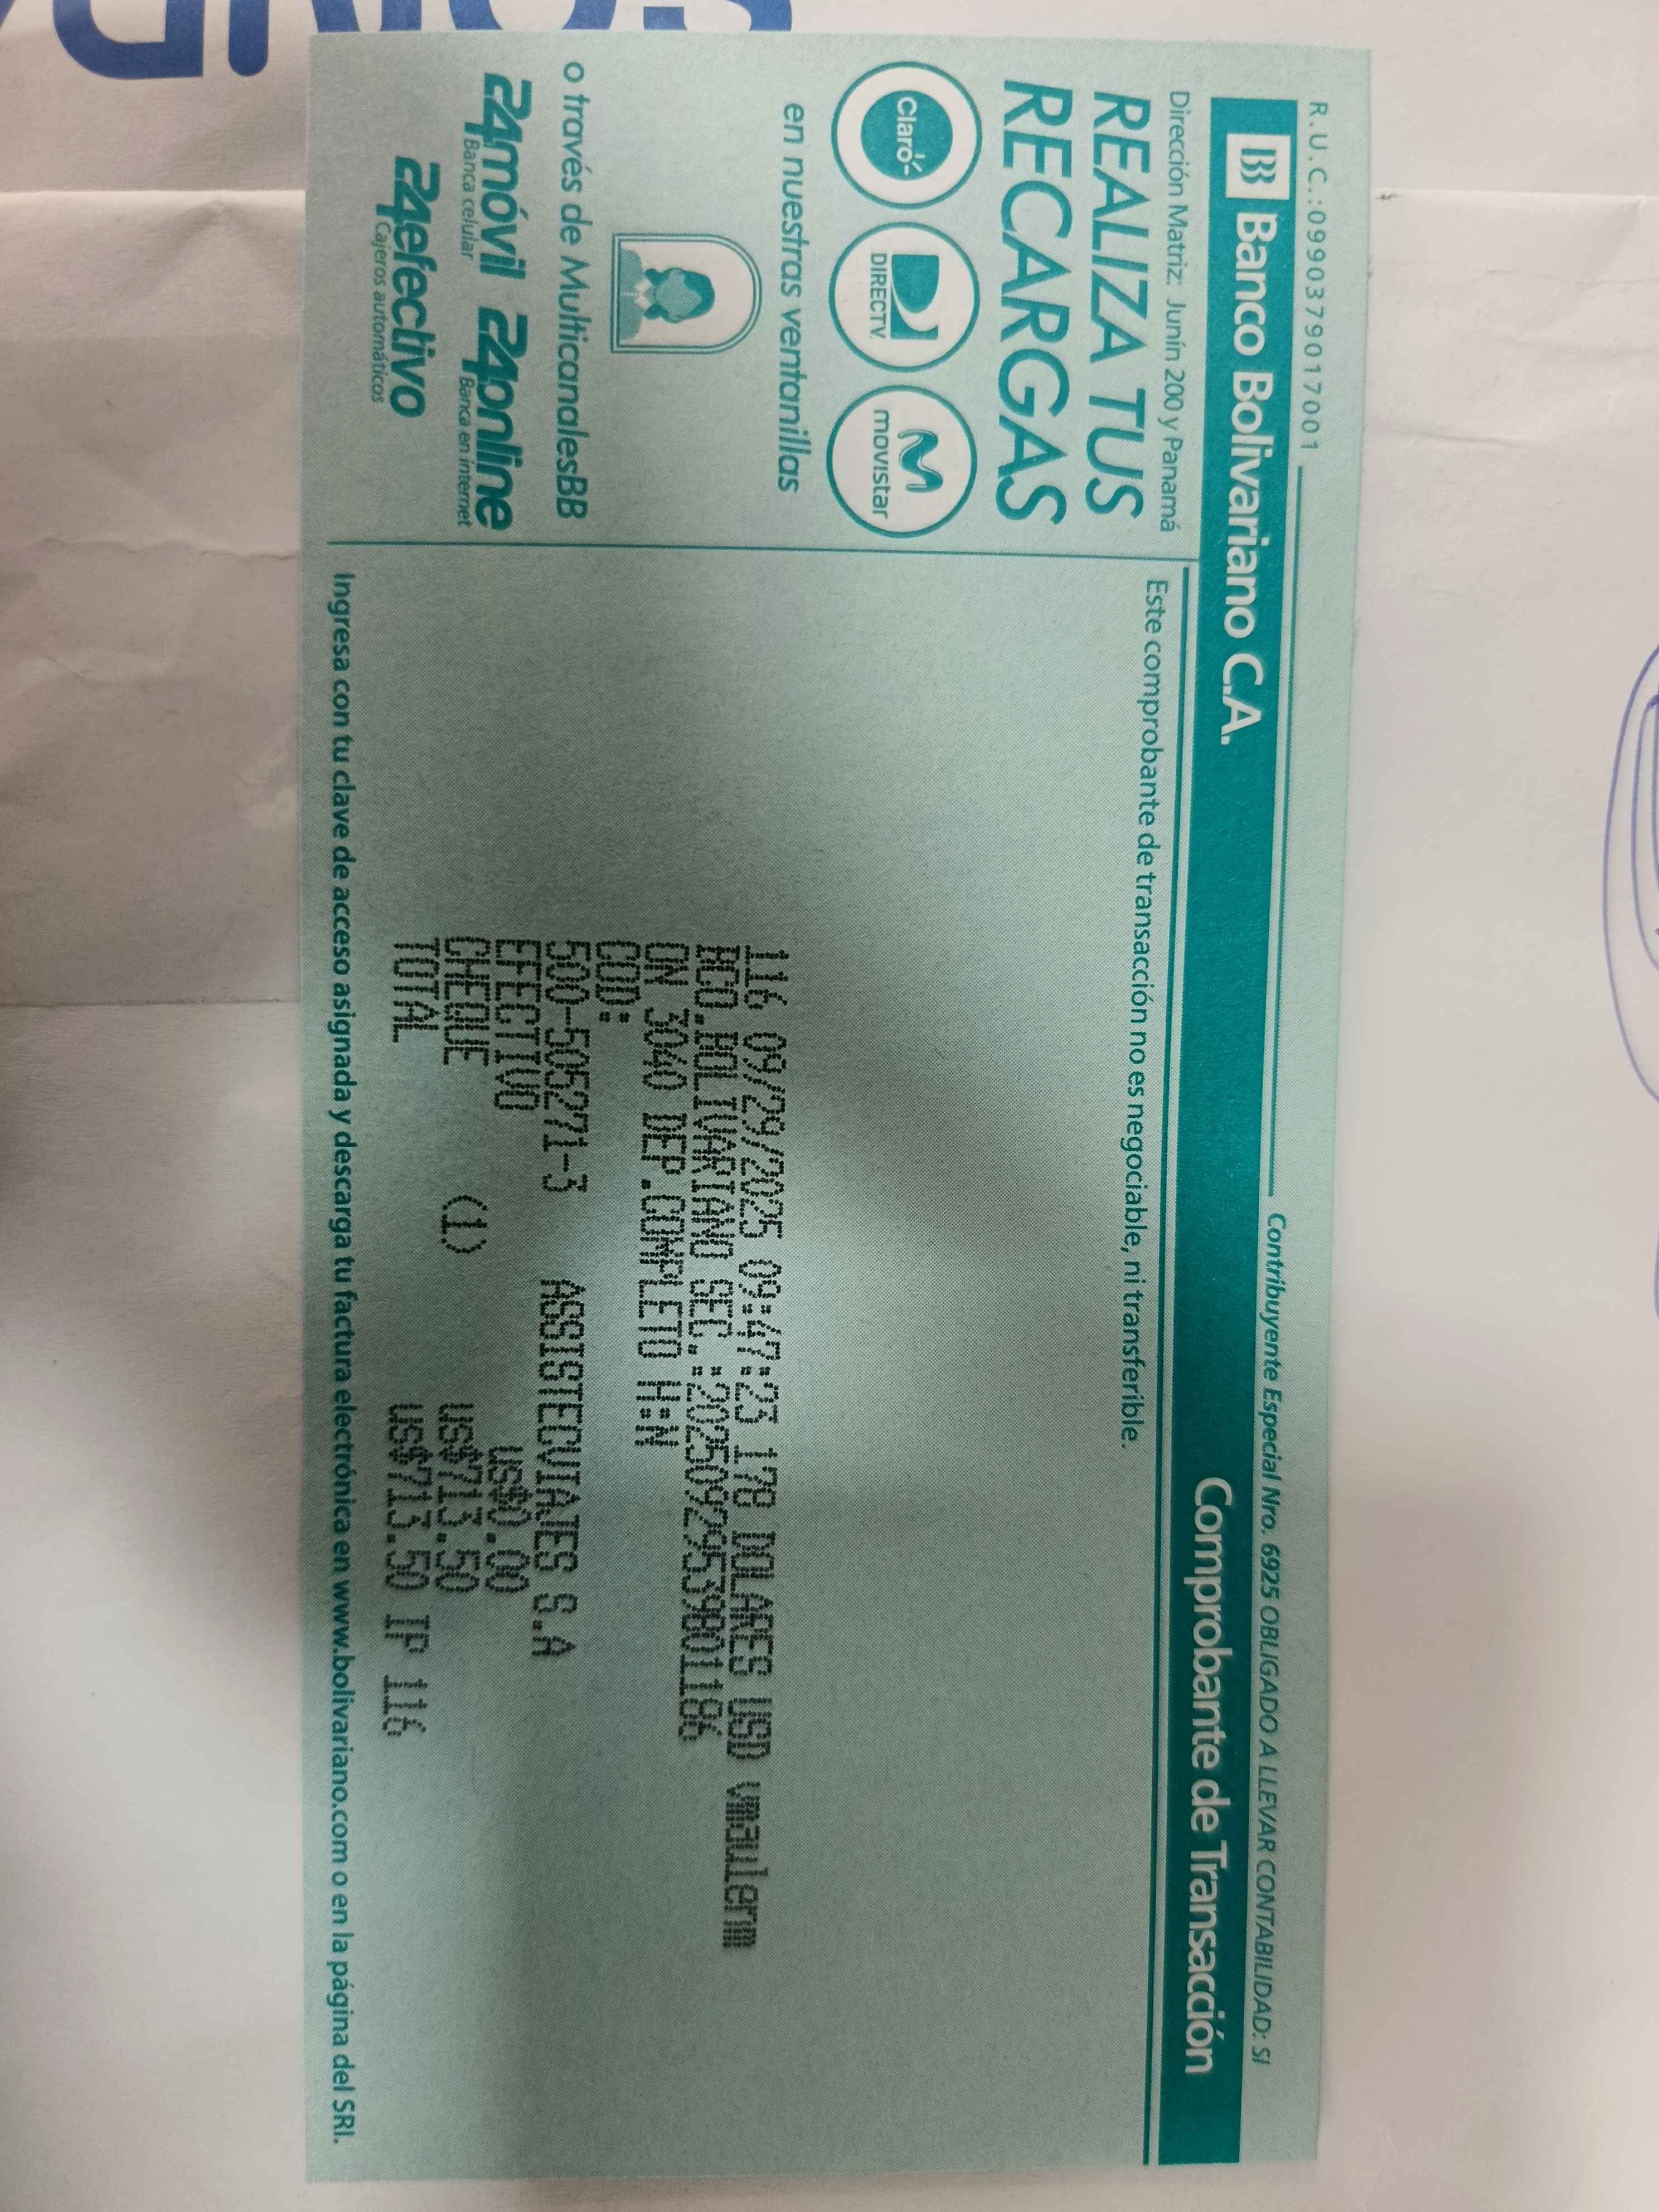 R.U.C.:0990379017001
Contribuyente Especial Nro. 6925 OBLIGADO A LLEVAR CONTABILIDAD: SI
Banco Bolivariano C.A.
Comprobante de Transacción
Dirección Matriz: Junín 200 y Panamá
Este comprobante de transacción no es negociable, ni transferible.
REALIZA TUS
RECARGAS
Claro
DIRECTV
movistar
en nuestras ventanillas
o través de MulticanalesBB
24móvil
Banca celular
24online
Banca en internet
24efectivo
Cajeros automáticos
116 09/29/2025 09:47:23 178 DOLARES USD vmaulerm
BCO.BOLIVARIANO SEC.:20250929539801186
ON 3040 DEP.COMPLETO H:N
COD:
500-505271-3 ASSISTECVIAJES S.A
EFECTIVO US$0.00
CHEQUE (1) US$713.50
TOTAL US$713.50 IP 116
Ingresa con tu clave de acceso asignada y descarga tu factura electrónica en www.bolivariano.com o en la página del SRI.